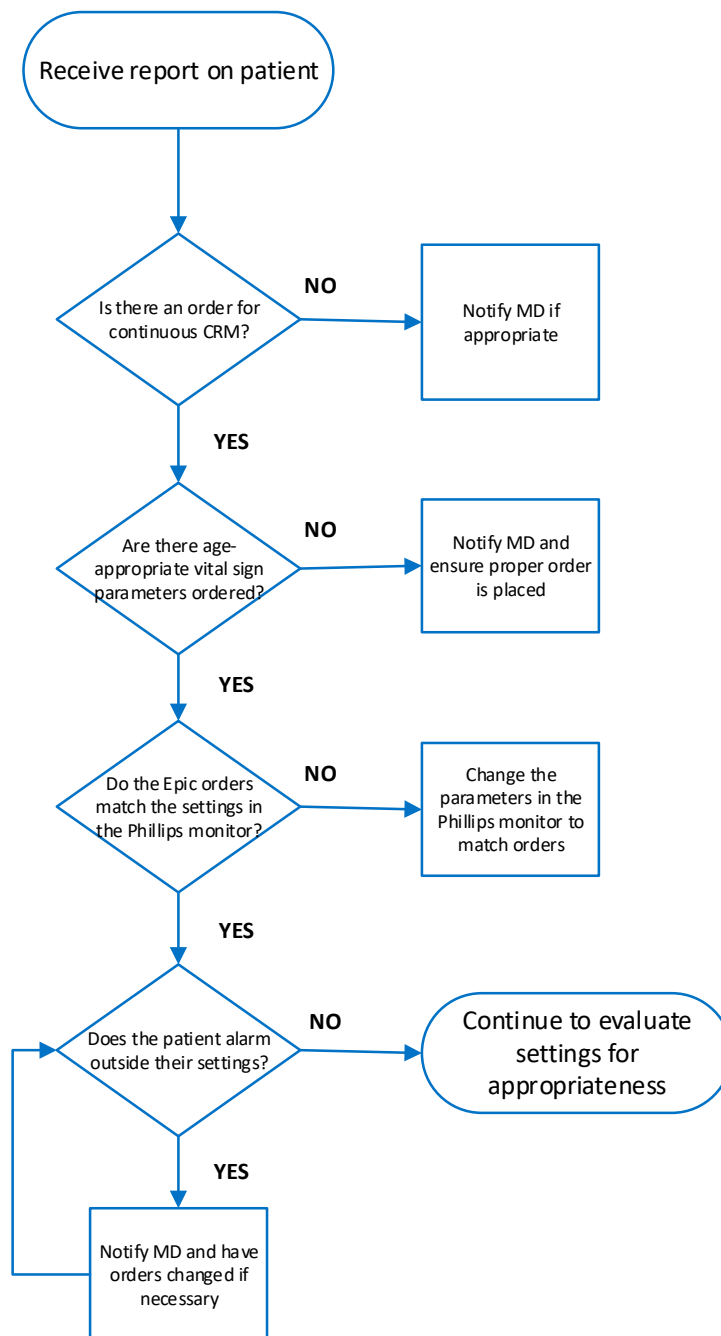 Receive report on patient
Is there an order for
continuous CRM?
NO
Notify MD if
appropriate
YES
Are there age-
appropriate vital sign
parameters ordered?
NO
Notify MD and
ensure proper order
is placed
YES
Do the Epic orders
match the settings in
the Phillips monitor?
NO
Change the
parameters in the
Phillips monitor to
match orders
YES
Does the patient alarm
outside their settings?
NO
Continue to evaluate
settings for
appropriateness
YES
Notify MD and have
orders changed if
necessary